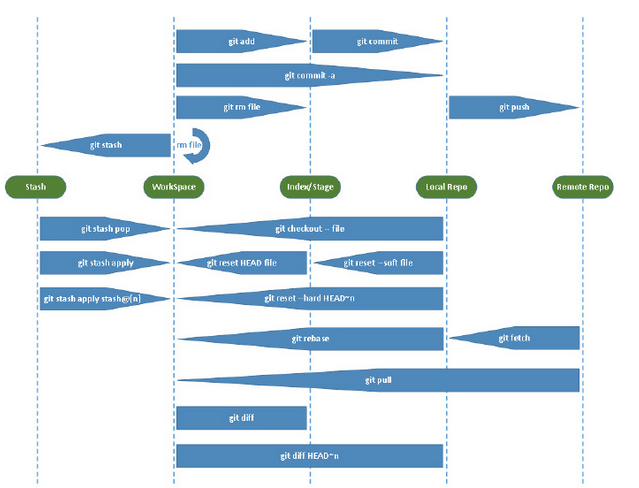 git add
git commit
git commit -a
git rm file
git push
git stash
rm file
Stash
WorkSpace
Index/Stage
Local Repo
Remote Repo
git stash pop
git checkout -- file
git stash apply
git reset HEAD file
git reset --soft file
git stash apply stash@{n}
git reset --hard HEAD~n
git rebase
git fetch
git pull
git diff
git diff HEAD~n